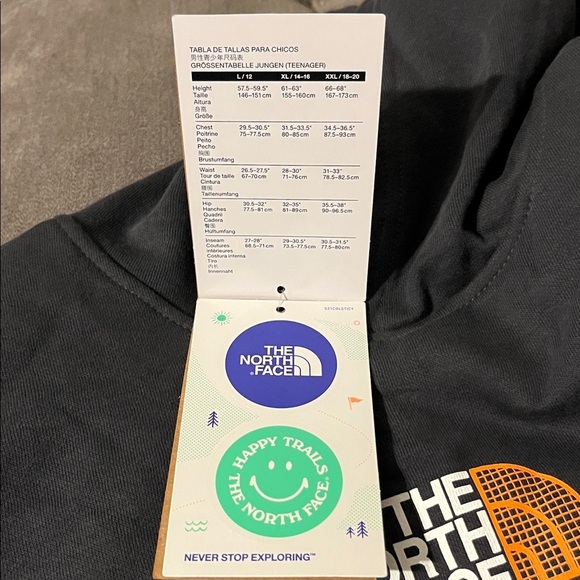 TABLA DE TALLAS PARA CHICOS
男性青少年尺码表
GRÖSSENTABELLE JUNGEN (TEENAGER)
L / 12 XL / 14–16 XXL / 18–20
Height 57.5–59.5" 61–63" 66–68"
Taille 146–151cm 155–160cm 167–173cm
Altura
身高
Größe
Chest 29.5–30.5" 31.5–33.5" 34.5–36.5"
Poitrine 75–77.5cm 80–85cm 87.5–93cm
Peito
Pecho
胸围
Brustumfang
Waist 26.5–27.5" 28–30" 31–33"
Tour de taille 67–70cm 71–76cm 78.5–82.5cm
Cintura
腰围
Taillenumfang
Hip 30.5–32" 32–35" 35.5–38"
Hanches 77.5–81cm 81–89cm 90–96.5cm
Quadril
Cadera
臀围
Hüftumfang
Inseam 27–28" 29–30.5" 30.5–31.5"
Coutures 68.5–71cm 73.5–77.5cm 77.5–80cm
intérieures
Costura interna
Tiro
内长
Innennaht
THE
NORTH
FACE
HAPPY TRAILS
THE NORTH FACE®
NEVER STOP EXPLORING™
THE
ORTH